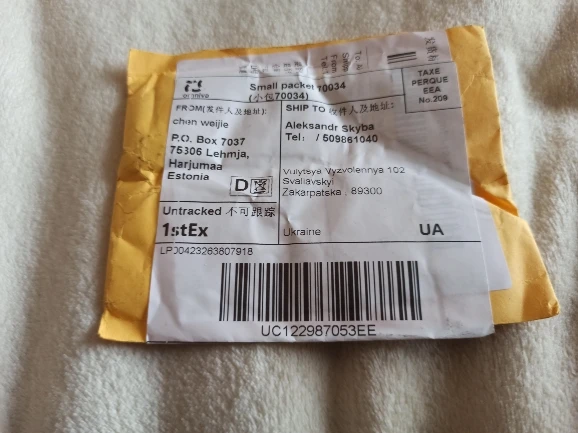 Small packet 70034
(小包70034)
TAXE
PERQUE
EEA
No.209
FROM(发件人及地址):
chen weijie
P.O. Box 7037
75306 Lehmja,
Harjumaa
Estonia
D
SHIP TO 收件人及地址:
Aleksandr Skyba
Tel: / 509861040
Vulytsya Vyzvolennya 102
Svaliavskyi
Zakarpatska , 89300
Untracked 不可跟踪
1stEx
Ukraine
UA
LP00423263807918
UC122987053EE